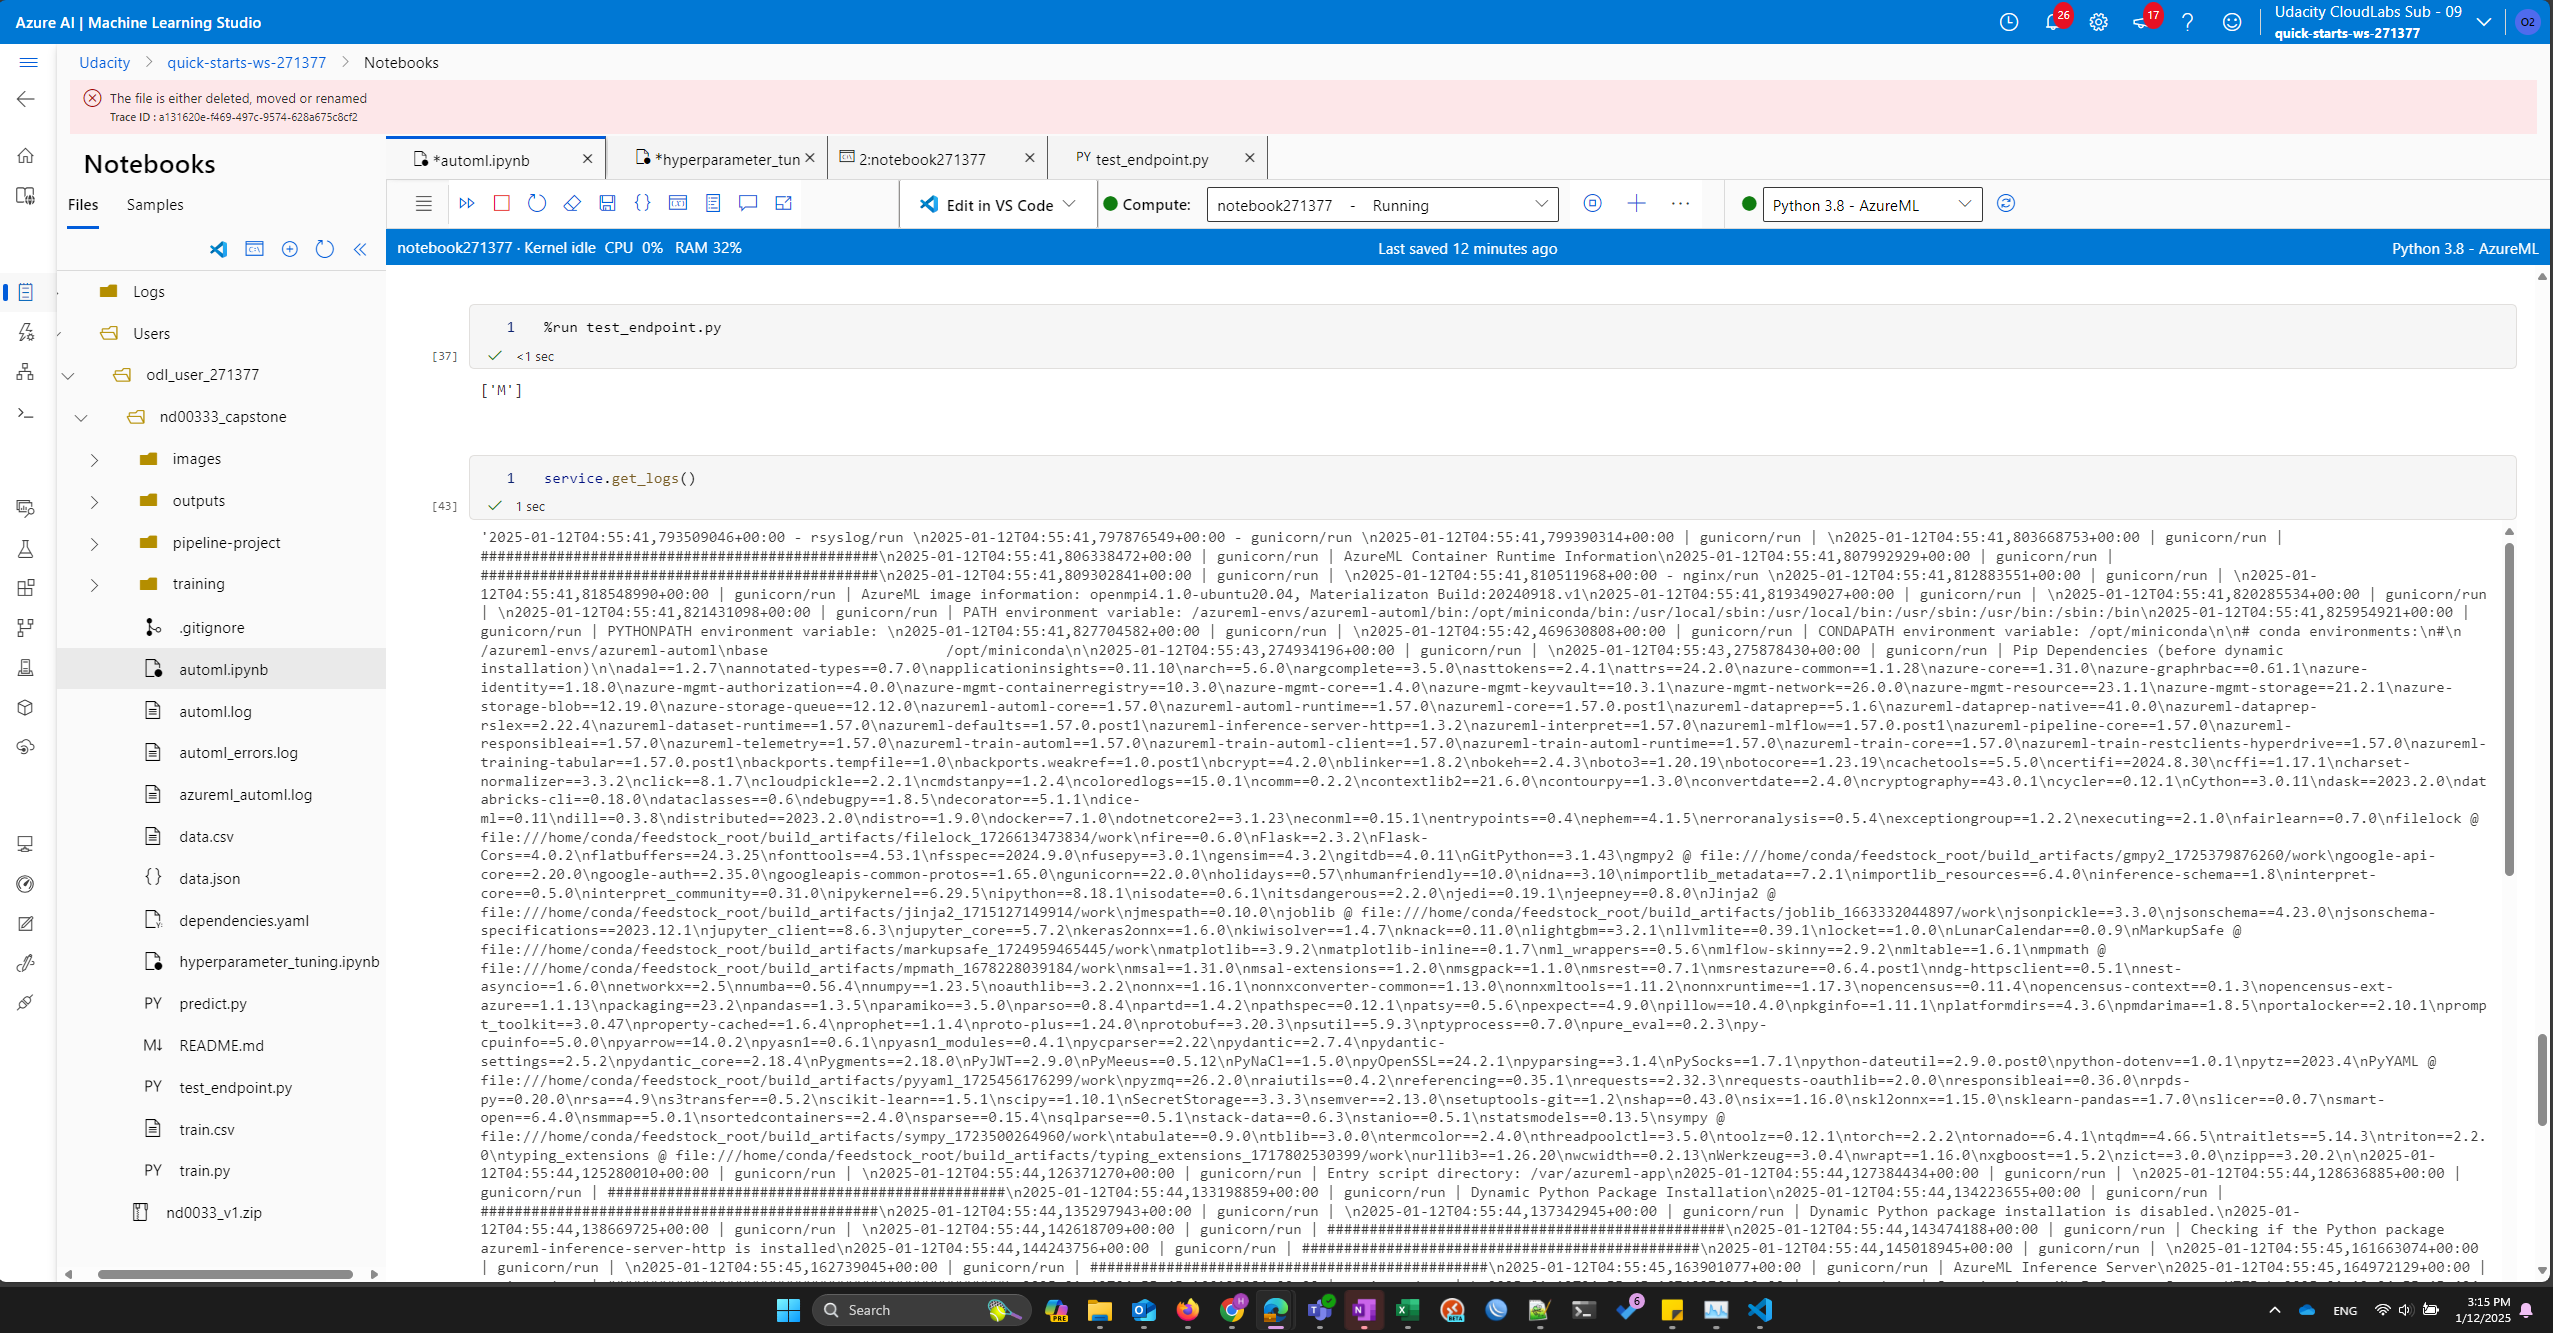 Azure AI | Machine Learning Studio
26
17
Udacity CloudLabs Sub - 09
quick-starts-ws-271377
O2
Udacity > quick-starts-ws-271377 > Notebooks
The file is either deleted, moved or renamed
Trace ID : a131620e-f469-497c-9574-628a675c8cf2
Notebooks
Files Samples
*automl.ipynb
*hyperparameter_tun
2:notebook271377
PY test_endpoint.py
Edit in VS Code
Compute: notebook271377 - Running
Python 3.8 - AzureML
notebook271377 · Kernel idle CPU 0% RAM 32%
Last saved 12 minutes ago
Python 3.8 - AzureML
Logs
Users
odl_user_271377
nd00333_capstone
images
outputs
pipeline-project
training
.gitignore
automl.ipynb
automl.log
automl_errors.log
azureml_automl.log
data.csv
{} data.json
dependencies.yaml
hyperparameter_tuning.ipynb
PY predict.py
M↓ README.md
PY test_endpoint.py
train.csv
PY train.py
nd0033_v1.zip
1 %run test_endpoint.py
[37] <1 sec
['M']
1 service.get_logs()
[43] 1 sec
'2025-01-12T04:55:41,793509046+00:00 - rsyslog/run \n2025-01-12T04:55:41,797876549+00:00 - gunicorn/run \n2025-01-12T04:55:41,799390314+00:00 | gunicorn/run | \n2025-01-12T04:55:41,803668753+00:00 | gunicorn/run |
###############################################\n2025-01-12T04:55:41,806338472+00:00 | gunicorn/run | AzureML Container Runtime Information\n2025-01-12T04:55:41,807992929+00:00 | gunicorn/run |
###############################################\n2025-01-12T04:55:41,809302841+00:00 | gunicorn/run | \n2025-01-12T04:55:41,810511968+00:00 - nginx/run \n2025-01-12T04:55:41,812883551+00:00 | gunicorn/run | \n2025-01-
12T04:55:41,818548990+00:00 | gunicorn/run | AzureML image information: openmpi4.1.0-ubuntu20.04, Materializaton Build:20240918.v1\n2025-01-12T04:55:41,819349027+00:00 | gunicorn/run | \n2025-01-12T04:55:41,820285534+00:00 | gunicorn/run
| \n2025-01-12T04:55:41,821431098+00:00 | gunicorn/run | PATH environment variable: /azureml-envs/azureml-automl/bin:/opt/miniconda/bin:/usr/local/sbin:/usr/local/bin:/usr/sbin:/usr/bin:/sbin:/bin\n2025-01-12T04:55:41,825954921+00:00 |
gunicorn/run | PYTHONPATH environment variable: \n2025-01-12T04:55:41,827704582+00:00 | gunicorn/run | \n2025-01-12T04:55:42,469630808+00:00 | gunicorn/run | CONDAPATH environment variable: /opt/miniconda\n\n# conda environments:\n#\n
/azureml-envs/azureml-automl\nbase /opt/miniconda\n\n2025-01-12T04:55:43,274934196+00:00 | gunicorn/run | \n2025-01-12T04:55:43,275878430+00:00 | gunicorn/run | Pip Dependencies (before dynamic
installation)\n\nadal==1.2.7\nannotated-types==0.7.0\napplicationinsights==0.11.10\narch==5.6.0\nargcomplete==3.5.0\nasttokens==2.4.1\nattrs==24.2.0\nazure-common==1.1.28\nazure-core==1.31.0\nazure-graphrbac==0.61.1\nazure-
identity==1.18.0\nazure-mgmt-authorization==4.0.0\nazure-mgmt-containerregistry==10.3.0\nazure-mgmt-core==1.4.0\nazure-mgmt-keyvault==10.3.1\nazure-mgmt-network==26.0.0\nazure-mgmt-resource==23.1.1\nazure-mgmt-storage==21.2.1\nazure-
storage-blob==12.19.0\nazure-storage-queue==12.12.0\nazureml-automl-core==1.57.0\nazureml-automl-runtime==1.57.0\nazureml-core==1.57.0.post1\nazureml-dataprep==5.1.6\nazureml-dataprep-native==41.0.0\nazureml-dataprep-
rslex==2.22.4\nazureml-dataset-runtime==1.57.0\nazureml-defaults==1.57.0.post1\nazureml-inference-server-http==1.3.2\nazureml-interpret==1.57.0\nazureml-mlflow==1.57.0.post1\nazureml-pipeline-core==1.57.0\nazureml-
responsibleai==1.57.0\nazureml-telemetry==1.57.0\nazureml-train-automl==1.57.0\nazureml-train-automl-client==1.57.0\nazureml-train-automl-runtime==1.57.0\nazureml-train-core==1.57.0\nazureml-train-restclients-hyperdrive==1.57.0\nazureml-
training-tabular==1.57.0.post1\nbackports.tempfile==1.0\nbackports.weakref==1.0.post1\nbcrypt==4.2.0\nblinker==1.8.2\nbokeh==2.4.3\nboto3==1.20.19\nbotocore==1.23.19\ncachetools==5.5.0\ncertifi==2024.8.30\ncffi==1.17.1\ncharset-
normalizer==3.3.2\nclick==8.1.7\ncloudpickle==2.2.1\ncmdstanpy==1.2.4\ncoloredlogs==15.0.1\ncomm==0.2.2\ncontextlib2==21.6.0\ncontourpy==1.3.0\nconvertdate==2.4.0\ncryptography==43.0.1\ncycler==0.12.1\nCython==3.0.11\ndask==2023.2.0\ndat
abricks-cli==0.18.0\ndataclasses==0.6\ndebugpy==1.8.5\ndecorator==5.1.1\ndice-
ml==0.11\ndill==0.3.8\ndistributed==2023.2.0\ndistro==1.9.0\ndocker==7.1.0\ndotnetcore2==3.1.23\neconml==0.15.1\nentrypoints==0.4\nephem==4.1.5\nerroranalysis==0.5.4\nexceptiongroup==1.2.2\nexecuting==2.1.0\nfairlearn==0.7.0\nfilelock @
file:///home/conda/feedstock_root/build_artifacts/filelock_1726613473834/work\nfire==0.6.0\nFlask==2.3.2\nFlask-
Cors==4.0.2\nflatbuffers==24.3.25\nfonttools==4.53.1\nfsspec==2024.9.0\nfusepy==3.0.1\ngensim==4.3.2\ngitdb==4.0.11\nGitPython==3.1.43\ngmpy2 @ file:///home/conda/feedstock_root/build_artifacts/gmpy2_1725379876260/work\ngoogle-api-
core==2.20.0\ngoogle-auth==2.35.0\ngoogleapis-common-protos==1.65.0\ngunicorn==22.0.0\nholidays==0.57\nhumanfriendly==10.0\nidna==3.10\nimportlib_metadata==7.2.1\nimportlib_resources==6.4.0\ninference-schema==1.8\ninterpret-
core==0.5.0\ninterpret_community==0.31.0\nipykernel==6.29.5\nipython==8.18.1\nisodate==0.6.1\nitsdangerous==2.2.0\njedi==0.19.1\njeepney==0.8.0\nJinja2 @
file:///home/conda/feedstock_root/build_artifacts/jinja2_1715127149914/work\njmespath==0.10.0\njoblib @ file:///home/conda/feedstock_root/build_artifacts/joblib_1663332044897/work\njsonpickle==3.3.0\njsonschema==4.23.0\njsonschema-
specifications==2023.12.1\njupyter_client==8.6.3\njupyter_core==5.7.2\nkeras2onnx==1.6.0\nkiwisolver==1.4.7\nknack==0.11.0\nlightgbm==3.2.1\nllvmlite==0.39.1\nlocket==1.0.0\nLunarCalendar==0.0.9\nMarkupSafe @
file:///home/conda/feedstock_root/build_artifacts/markupsafe_1724959465445/work\nmatplotlib==3.9.2\nmatplotlib-inline==0.1.7\nml_wrappers==0.5.6\nmlflow-skinny==2.9.2\nmltable==1.6.1\nmpmath @
file:///home/conda/feedstock_root/build_artifacts/mpmath_1678228039184/work\nmsal==1.31.0\nmsal-extensions==1.2.0\nmsgpack==1.1.0\nmsrest==0.7.1\nmsrestazure==0.6.4.post1\nndg-httpsclient==0.5.1\nnest-
asyncio==1.6.0\nnetworkx==2.5\nnumba==0.56.4\nnumpy==1.23.5\noauthlib==3.2.2\nonnx==1.16.1\nonnxconverter-common==1.13.0\nonnxmltools==1.11.2\nonnxruntime==1.17.3\nopencensus==0.11.4\nopencensus-context==0.1.3\nopencensus-ext-
azure==1.1.13\npackaging==23.2\npandas==1.3.5\nparamiko==3.5.0\nparso==0.8.4\npartd==1.4.2\npathspec==0.12.1\npatsy==0.5.6\npexpect==4.9.0\npillow==10.4.0\npkginfo==1.11.1\nplatformdirs==4.3.6\npmdarima==1.8.5\nportalocker==2.10.1\nprom
t_toolkit==3.0.47\nproperty-cached==1.6.4\nprophet==1.1.4\nproto-plus==1.24.0\nprotobuf==3.20.3\npsutil==5.9.3\nptyprocess==0.7.0\npure_eval==0.2.3\npy-
cpuinfo==5.0.0\npyarrow==14.0.2\npyasn1==0.6.1\npyasn1_modules==0.4.1\npycparser==2.22\npydantic==2.7.4\npydantic-
settings==2.5.2\npydantic_core==2.18.4\nPygments==2.18.0\nPyJWT==2.9.0\nPyMeeus==0.5.12\nPyNaCl==1.5.0\npyOpenSSL==24.2.1\npyparsing==3.1.4\nPySocks==1.7.1\npython-dateutil==2.9.0.post0\npython-dotenv==1.0.1\npytz==2023.4\nPyYAML @
file:///home/conda/feedstock_root/build_artifacts/pyyaml_1725456176299/work\npyzmq==26.2.0\nraiutils==0.4.2\nreferencing==0.35.1\nrequests==2.32.3\nrequests-oauthlib==2.0.0\nresponsibleai==0.36.0\nrpds-
py==0.20.0\nrsa==4.9\ns3transfer==0.5.2\nscikit-learn==1.5.1\nscipy==1.10.1\nSecretStorage==3.3.3\nsemver==2.13.0\nsetuptools-git==1.2\nshap==0.43.0\nsix==1.16.0\nskl2onnx==1.15.0\nsklearn-pandas==1.7.0\nslicer==0.0.7\nsmart-
open==6.4.0\nsmmap==5.0.1\nsortedcontainers==2.4.0\nsparse==0.15.4\nsqlparse==0.5.1\nstack-data==0.6.3\nstanio==0.5.1\nstatsmodels==0.13.5\nsympy @
file:///home/conda/feedstock_root/build_artifacts/sympy_1723500264960/work\ntabulate==0.9.0\ntblib==3.0.0\ntermcolor==2.4.0\nthreadpoolctl==3.5.0\ntoolz==0.12.1\ntorch==2.2.2\ntornado==6.4.1\ntqdm==4.66.5\ntraitlets==5.14.3\ntriton==2.2.
0\ntyping_extensions @ file:///home/conda/feedstock_root/build_artifacts/typing_extensions_1717802530399/work\nurllib3==1.26.20\nwcwidth==0.2.13\nWerkzeug==3.0.4\nwrapt==1.16.0\nxgboost==1.5.2\nzict==3.0.0\nzipp==3.20.2\n\n2025-01-
12T04:55:44,125280010+00:00 | gunicorn/run | \n2025-01-12T04:55:44,126371270+00:00 | gunicorn/run | Entry script directory: /var/azureml-app\n2025-01-12T04:55:44,127384434+00:00 | gunicorn/run | \n2025-01-12T04:55:44,128636885+00:00 |
gunicorn/run | ###############################################\n2025-01-12T04:55:44,133198859+00:00 | gunicorn/run | Dynamic Python Package Installation\n2025-01-12T04:55:44,134223655+00:00 | gunicorn/run |
###############################################\n2025-01-12T04:55:44,135297943+00:00 | gunicorn/run | \n2025-01-12T04:55:44,137342945+00:00 | gunicorn/run | Dynamic Python package installation is disabled.\n2025-01-
12T04:55:44,138669725+00:00 | gunicorn/run | \n2025-01-12T04:55:44,142618709+00:00 | gunicorn/run | ###############################################\n2025-01-12T04:55:44,143474188+00:00 | gunicorn/run | Checking if the Python package
azureml-inference-server-http is installed\n2025-01-12T04:55:44,144243756+00:00 | gunicorn/run | ###############################################\n2025-01-12T04:55:44,145018945+00:00 | gunicorn/run | \n2025-01-12T04:55:45,161663074+00:00
| gunicorn/run | \n2025-01-12T04:55:45,162739045+00:00 | gunicorn/run | ###############################################\n2025-01-12T04:55:45,163901077+00:00 | gunicorn/run | AzureML Inference Server\n2025-01-12T04:55:45,164972129+00:00 |
Search
PRE
H
BETA
6
ENG
3:15 PM
1/12/2025